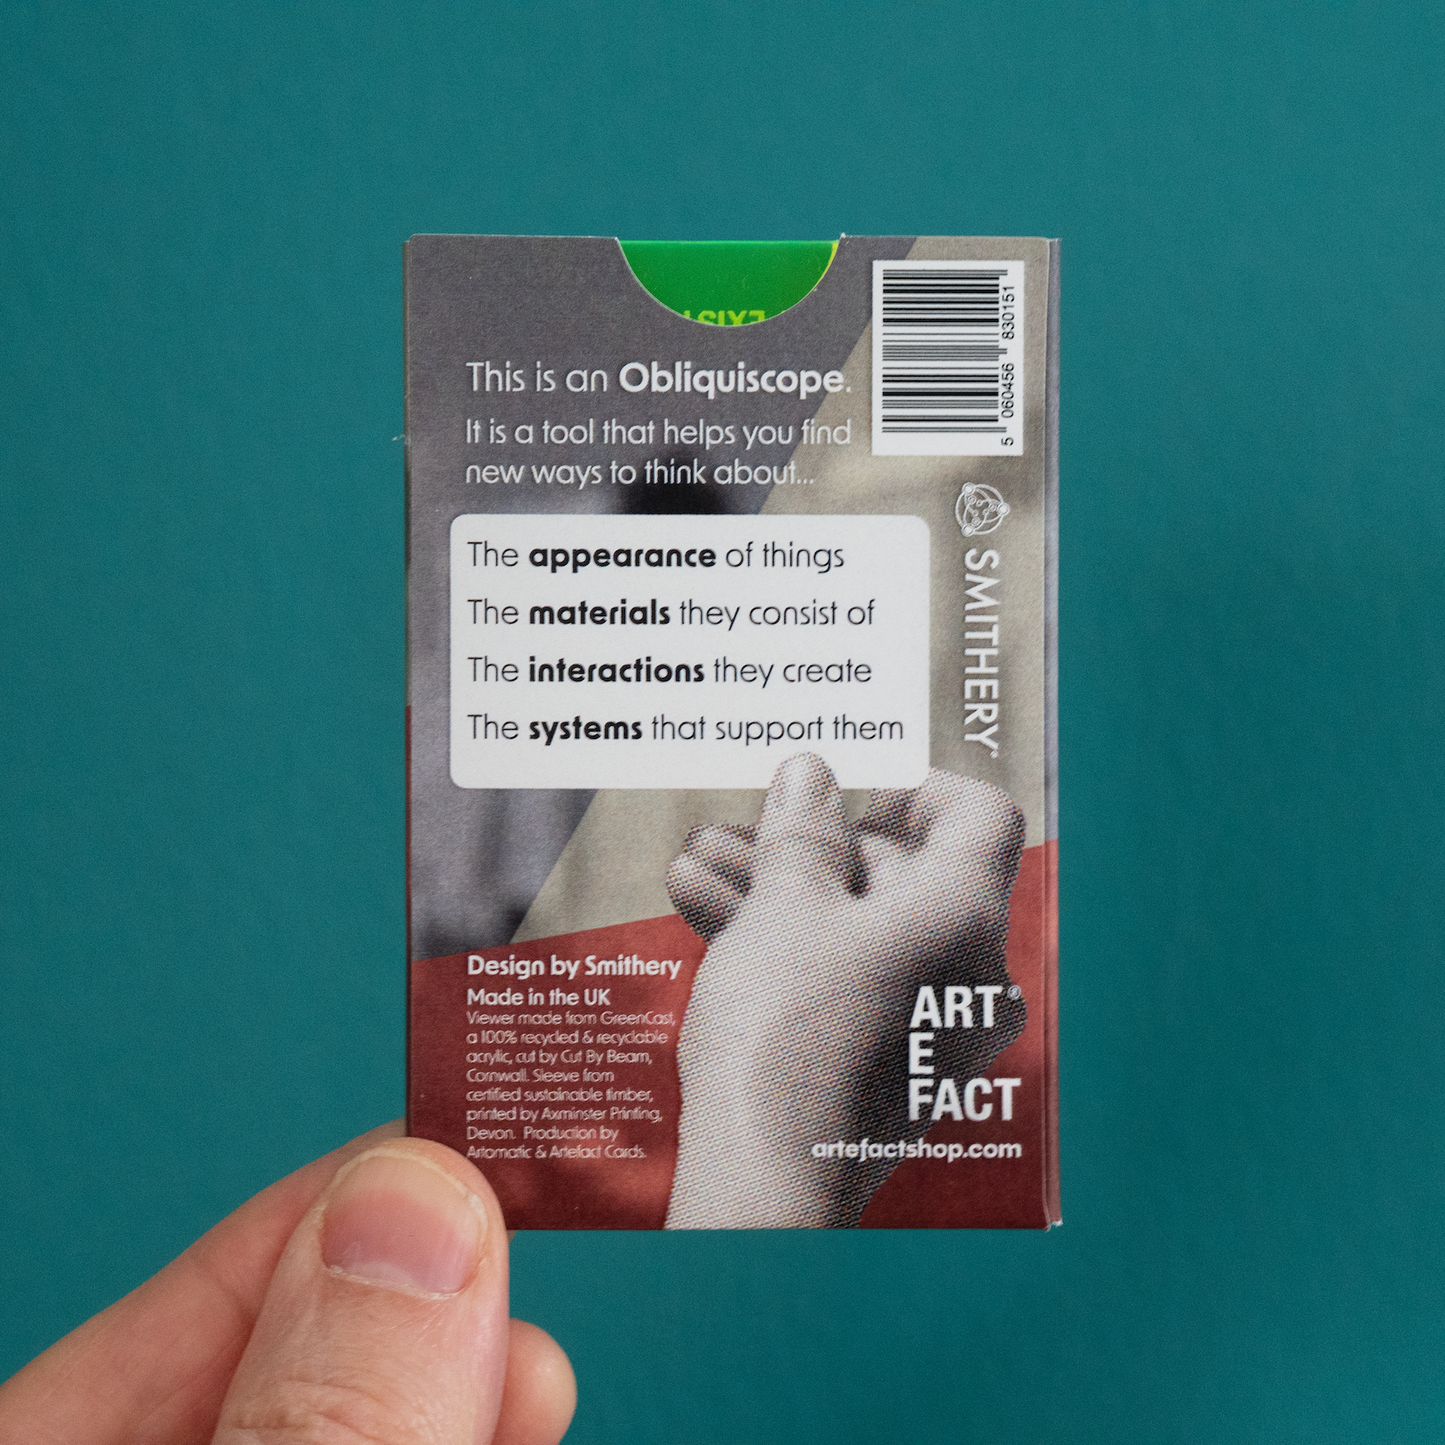 This is an Obliquiscope.
It is a tool that helps you find
new ways to think about...
The appearance of things
The materials they consist of
The interactions they create
The systems that support them
5 060456 830151
SMITHERY
Design by Smithery
Made in the UK
Viewer made from GreenCast,
a 100% recycled & recyclable
acrylic, cut by Cut By Beam,
Cornwall. Sleeve from
certified sustainable timber,
printed by Axminster Printing,
Devon. Production by
Artomatic & Artefact Cards.
ART®
E
FACT
artefactshop.com